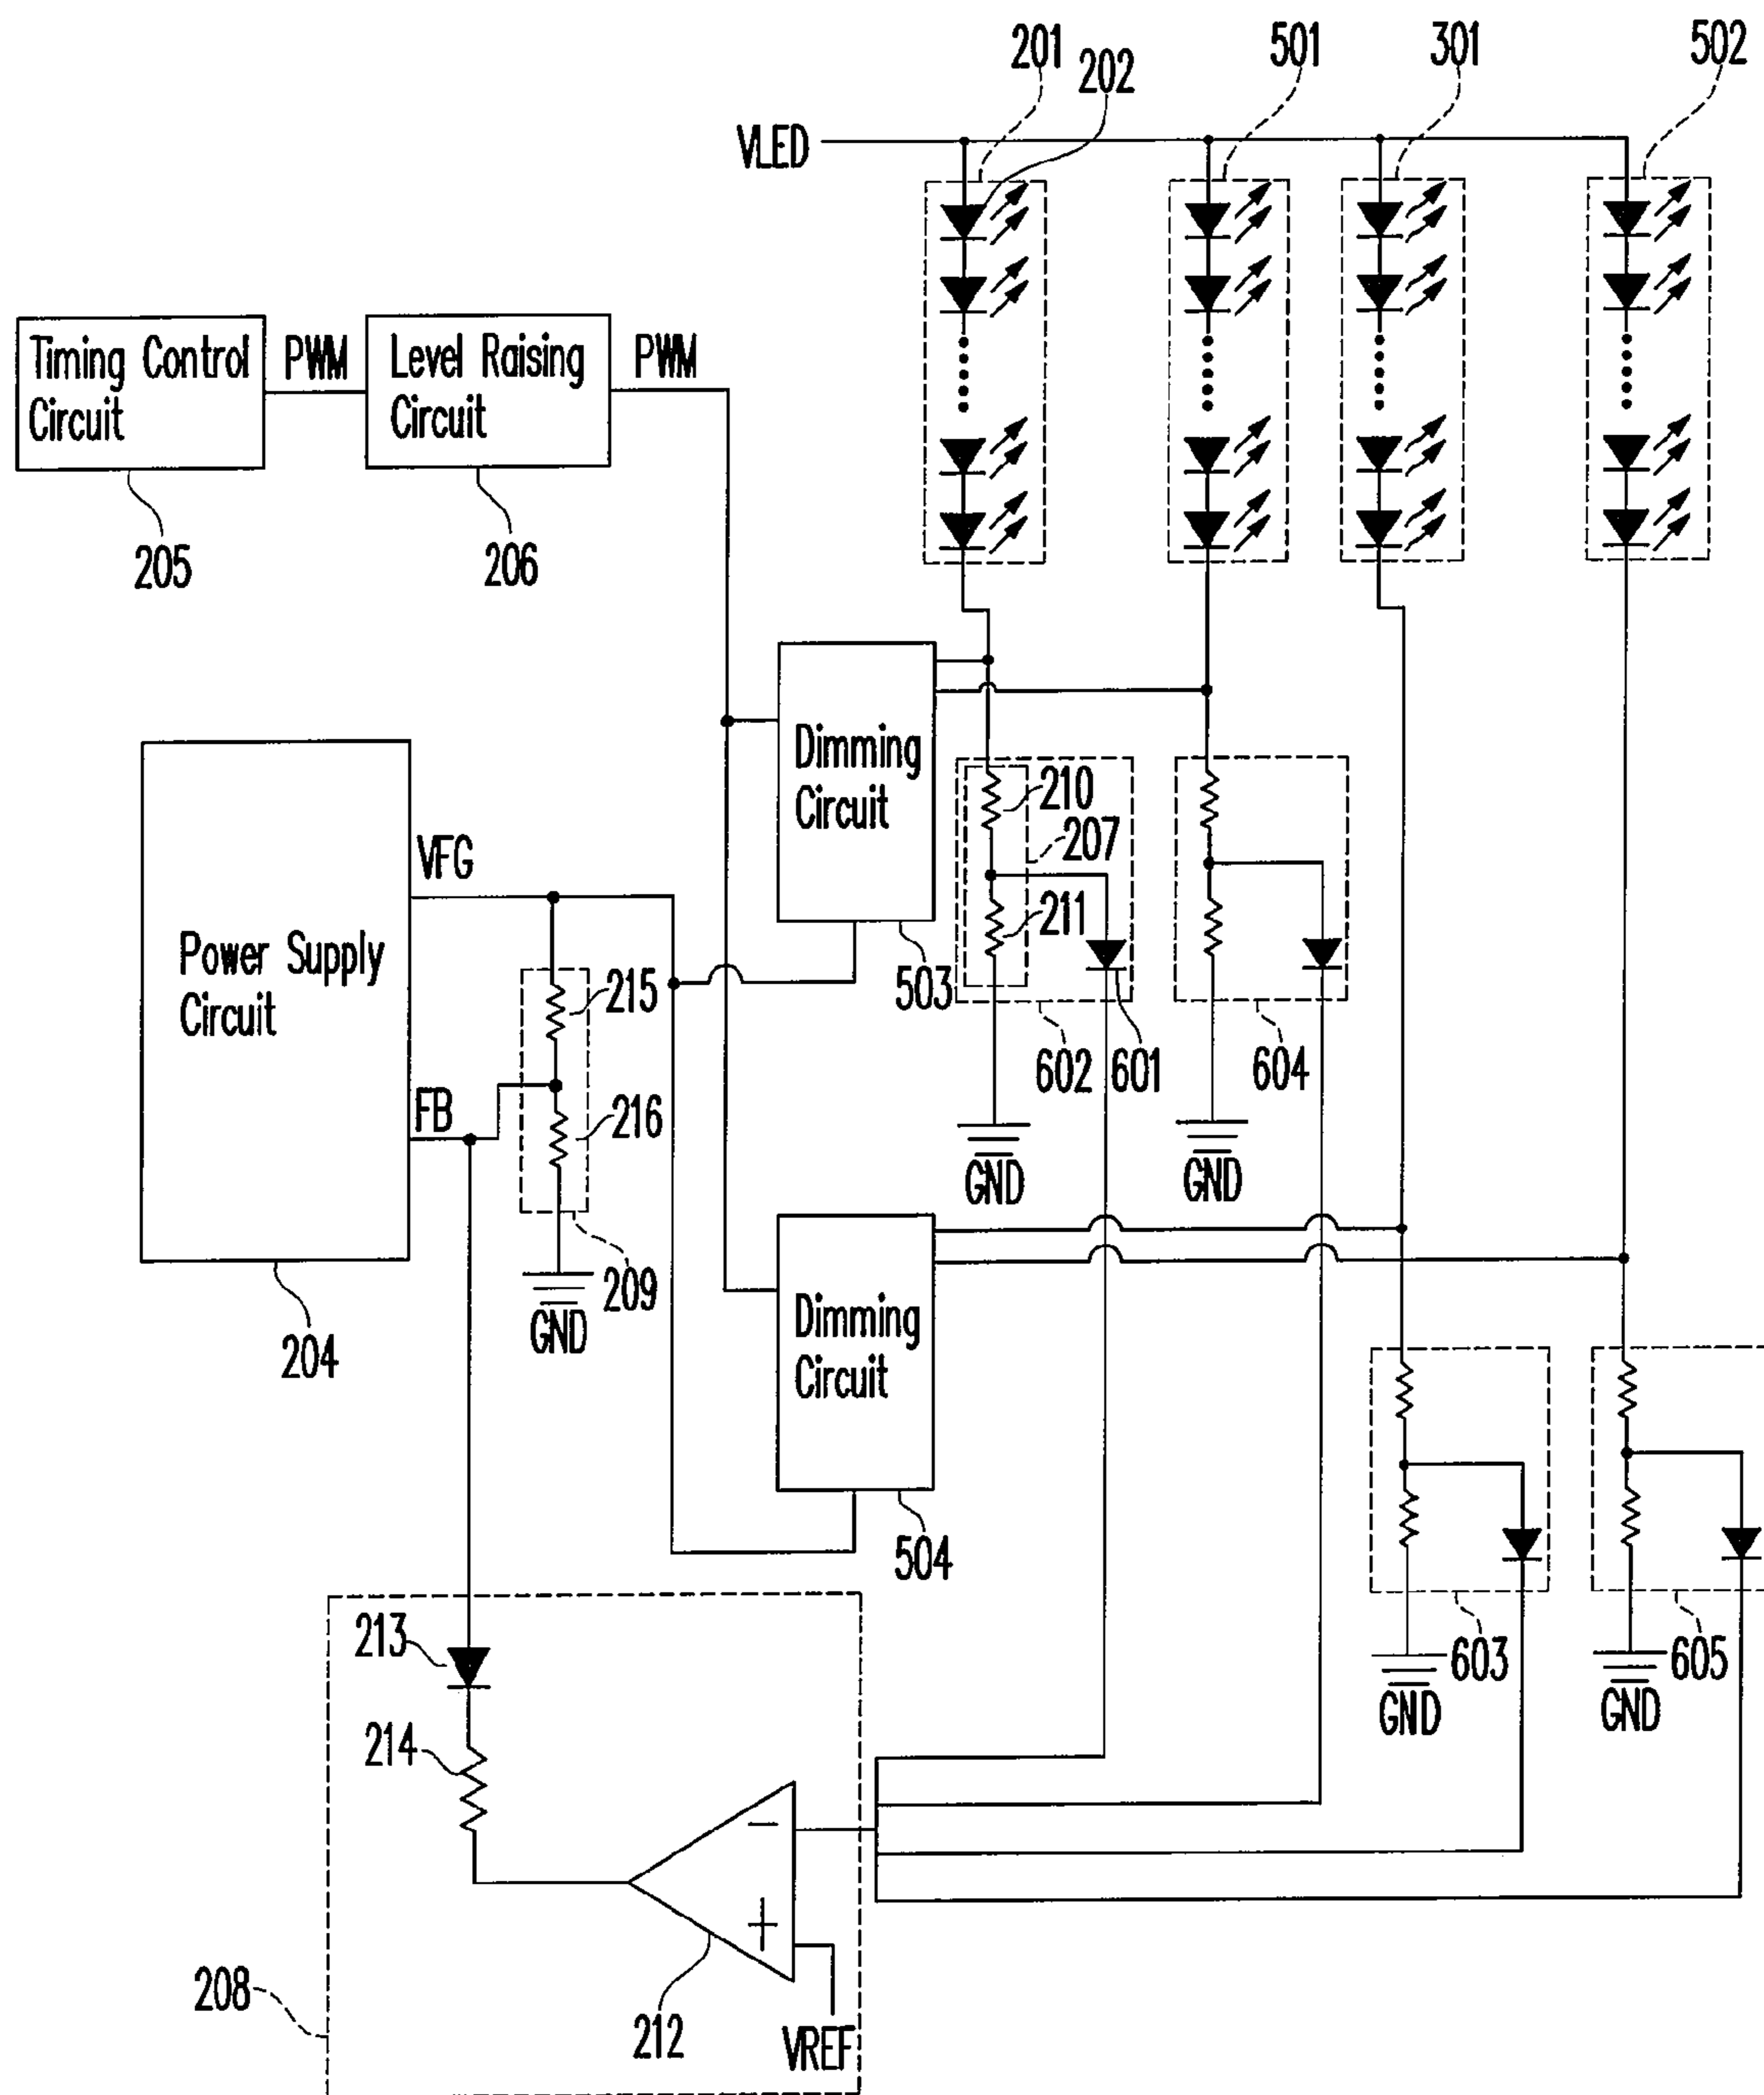 201
202
501
301
502
VLED
Timing Control
Circuit
PWM
Level Raising
Circuit
PWM
205
206
Dimming
Circuit
210
207
211
VFG
Power Supply
Circuit
215
503
602
601
604
FB
216
GND
GND
209
GND
204
Dimming
Circuit
504
213
603
605
GND
GND
214
−
+
208
212
VREF